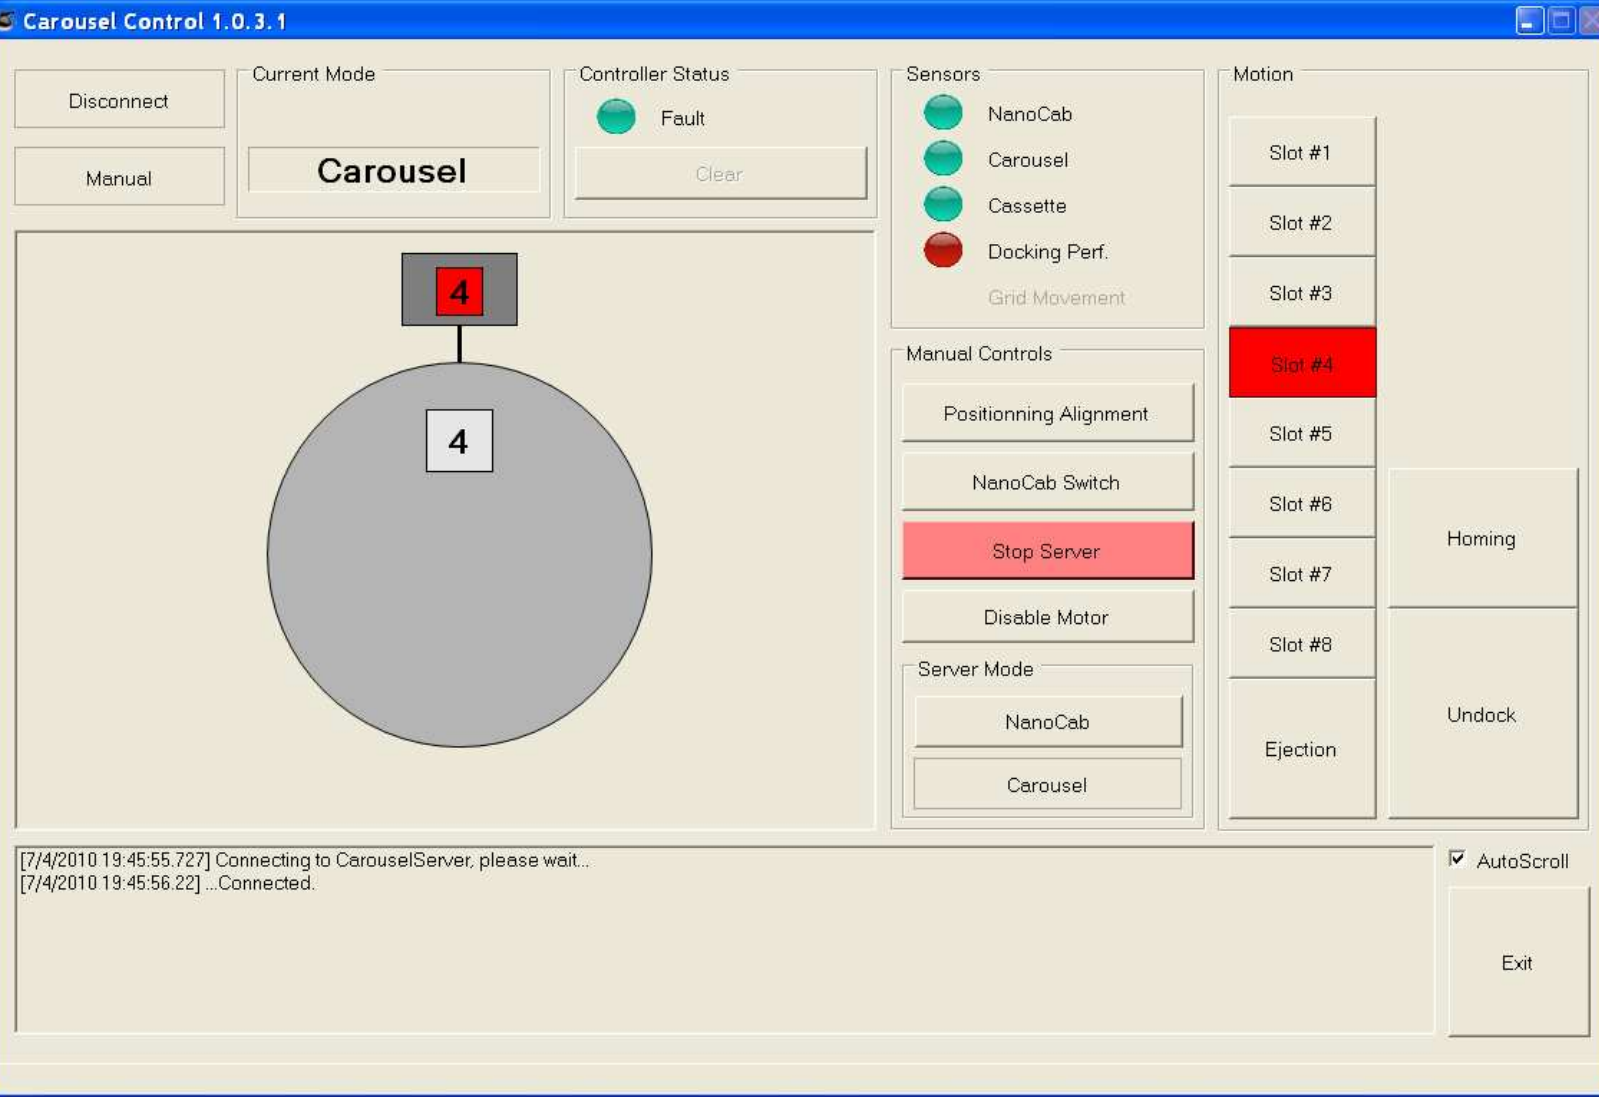 Carousel Control 1.0.3.1
Disconnect
Manual
Current Mode
Carousel
Controller Status
Fault
Clear
Sensors
NanoCab
Carousel
Cassette
Docking Perf.
Grid Movement
Motion
Slot #1
Slot #2
Slot #3
Slot #4
Slot #5
Slot #6
Slot #7
Slot #8
Ejection
Homing
Undock
4
4
Manual Controls
Positionning Alignment
NanoCab Switch
Stop Server
Disable Motor
Server Mode
NanoCab
Carousel
[7/4/2010 19:45:55.727] Connecting to CarouselServer, please wait...
[7/4/2010 19:45:56.22] ...Connected.
AutoScroll
Exit